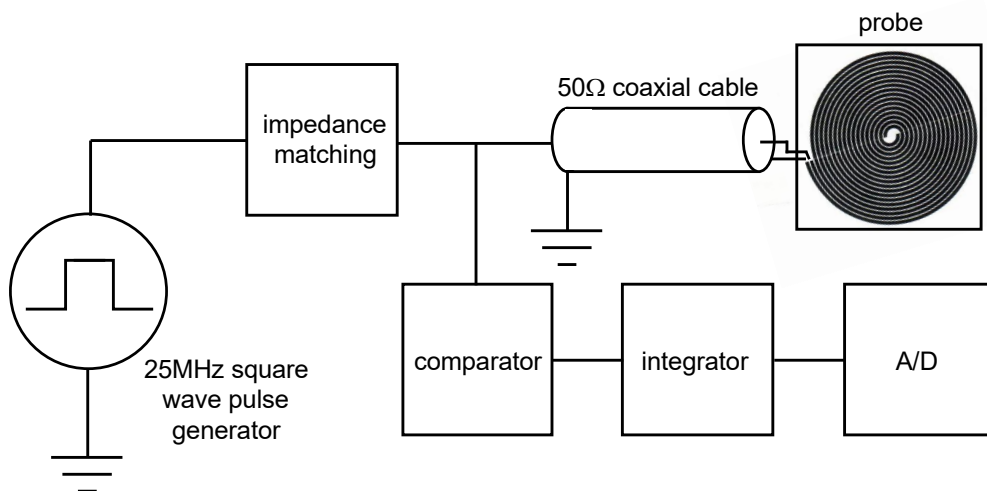 probe
50Ω coaxial cable
impedance
matching
comparator
integrator
A/D
25MHz square
wave pulse
generator